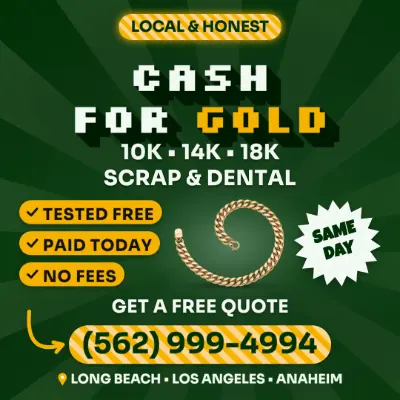 LOCAL & HONEST
CASH
FOR GOLD
10K ▪ 14K ▪ 18K
SCRAP & DENTAL
✓ TESTED FREE
✓ PAID TODAY
✓ NO FEES
SAME
DAY
GET A FREE QUOTE
(562) 999-4994
LONG BEACH ▪ LOS ANGELES ▪ ANAHEIM